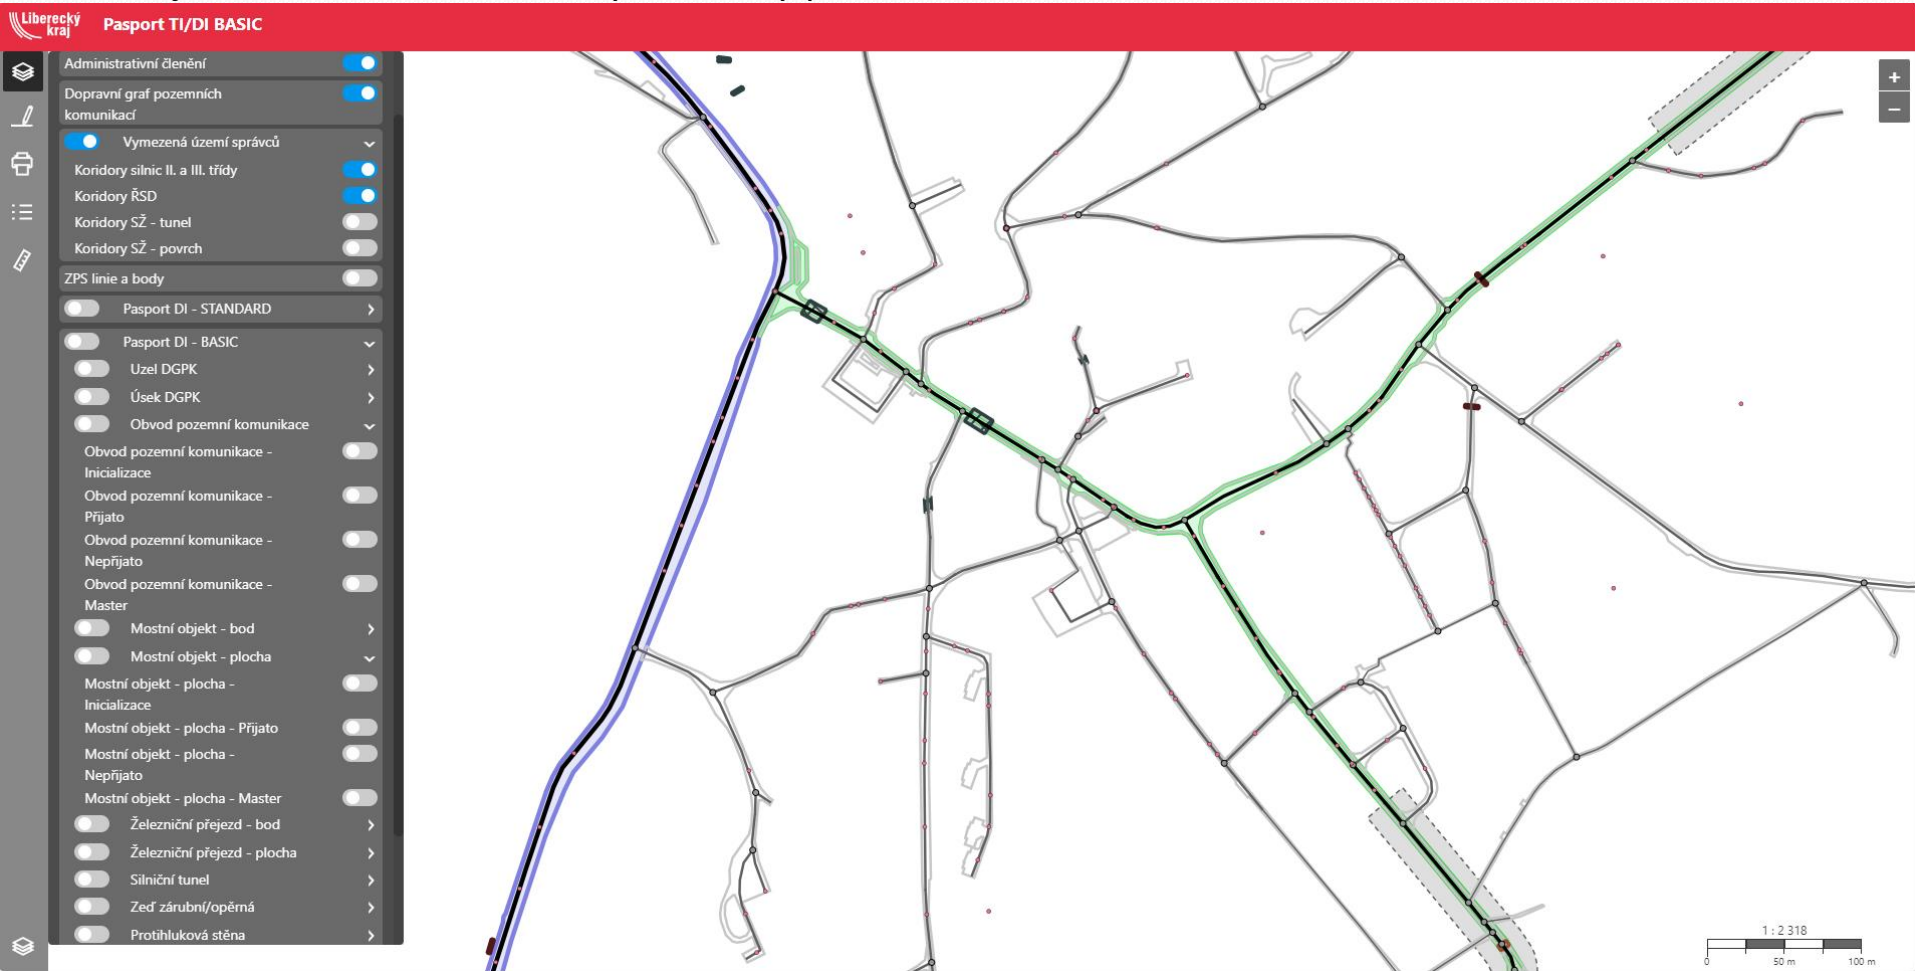 Liberecký
kraj
Pasport TI/DI BASIC
Administrativní členění
Dopravní graf pozemních
komunikací
Vymezená území správců
Koridory silnic II. a III. třídy
Koridory ŘSD
Koridory SŽ - tunel
Koridory SŽ - povrch
ZPS linie a body
Pasport DI - STANDARD
Pasport DI - BASIC
Uzel DGPK
Úsek DGPK
Obvod pozemní komunikace
Obvod pozemní komunikace -
Inicializace
Obvod pozemní komunikace -
Přijato
Obvod pozemní komunikace -
Nepřijato
Obvod pozemní komunikace -
Master
Mostní objekt - bod
Mostní objekt - plocha
Mostní objekt - plocha -
Inicializace
Mostní objekt - plocha - Přijato
Mostní objekt - plocha -
Nepřijato
Mostní objekt - plocha - Master
Železniční přejezd - bod
Železniční přejezd - plocha
Silniční tunel
Zeď zárubní/opěrná
Protihluková stěna
+
−
1 : 2 318
0 50 m 100 m